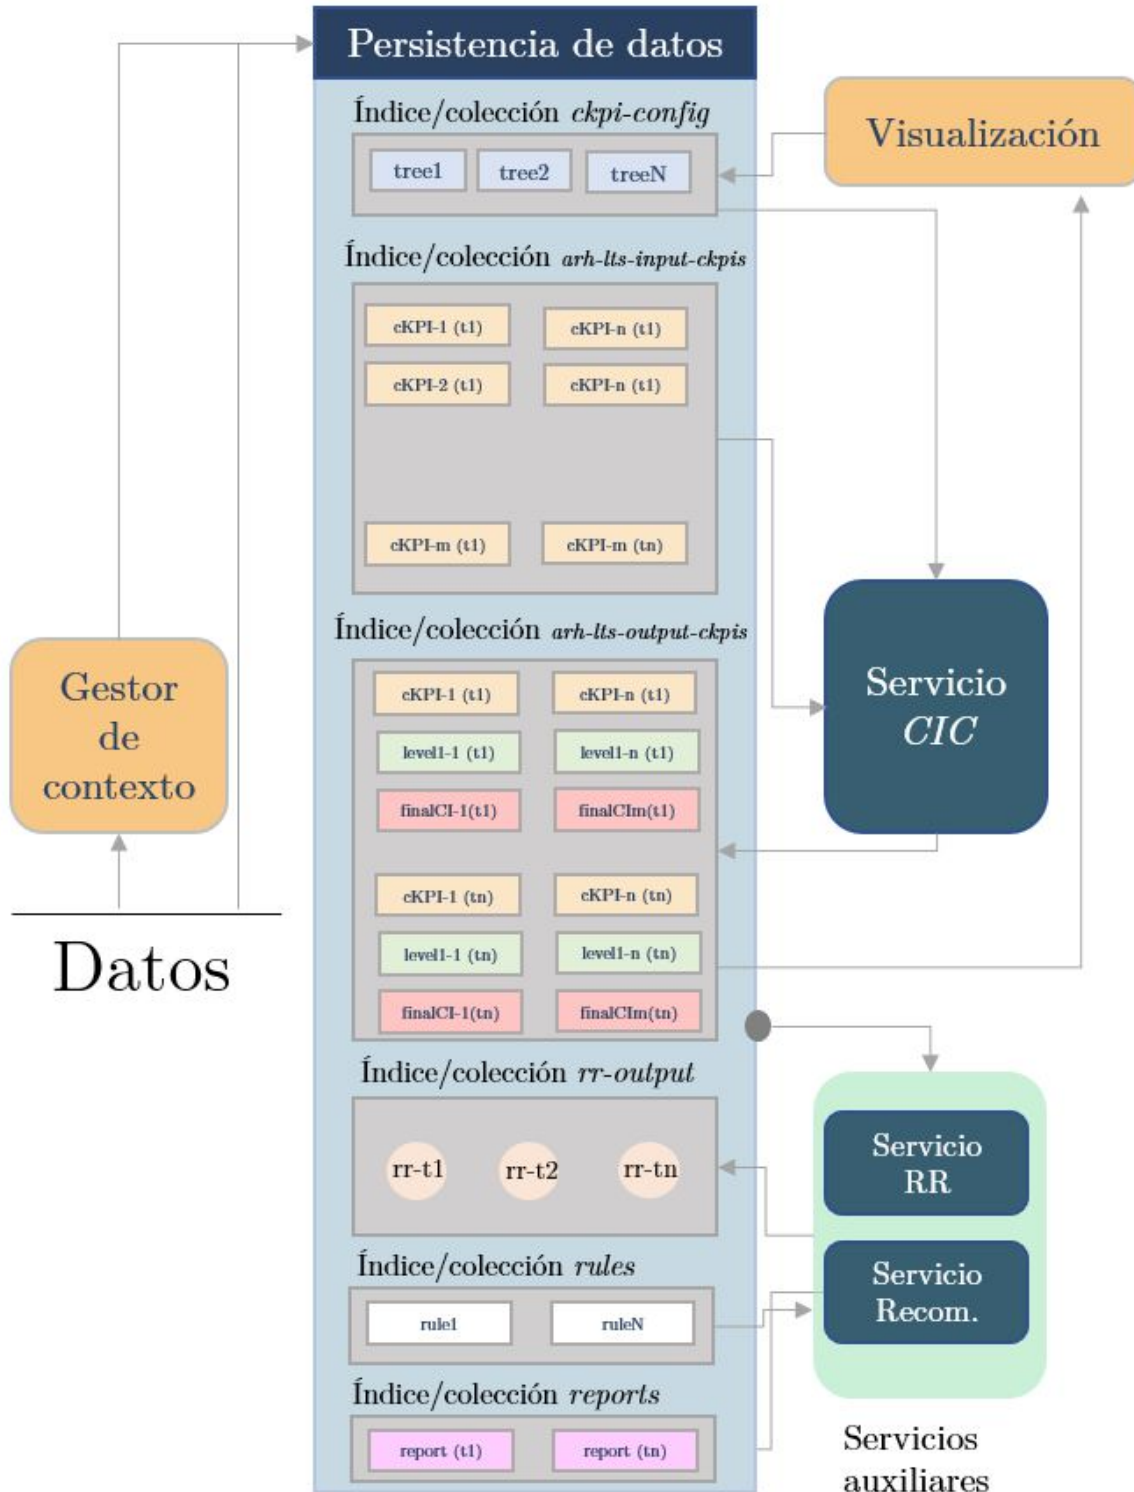 Persistencia de datos
Índice/colección ckpi-config
tree1 tree2 treeN
Visualización
Índice/colección arh-lts-input-ckpis
cKPI-1 (t1) cKPI-n (t1)
cKPI-2 (t1) cKPI-n (t1)
cKPI-m (t1) cKPI-m (tn)
Índice/colección arh-lts-output-ckpis
cKPI-1 (t1) cKPI-n (t1)
level1-1 (t1) level1-n (t1)
finalCI-1(t1) finalCIm(t1)
cKPI-1 (tn) cKPI-n (tn)
level1-1 (tn) level1-n (tn)
finalCI-1(tn) finalCIm(tn)
Gestor
de
contexto
Datos
Servicio
CIC
Índice/colección rr-output
rr-t1 rr-t2 rr-tn
Índice/colección rules
rule1 ruleN
Índice/colección reports
report (t1) report (tn)
Servicio
RR
Servicio
Recom.
Servicios
auxiliares